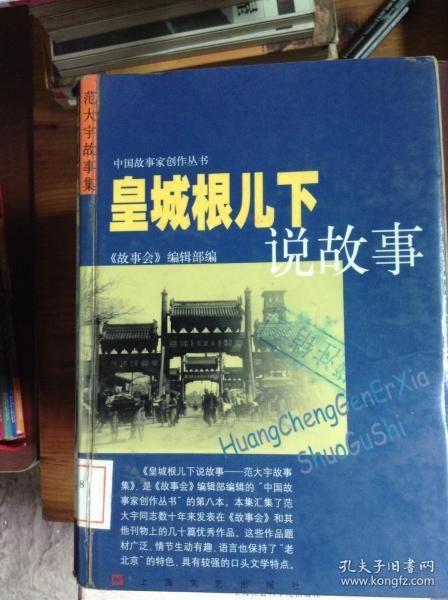 范大宇故事集
中国故事家创作丛书
皇城根儿下
说故事
《故事会》编辑部编
HuangChengGenErXia
ShuoGuShi
《皇城根儿下说故事——范大宇故事
集》,是《故事会》编辑部编辑的“中国故
事家创作丛书”的第八本。本集汇集了范
大宇同志数十年来发表在《故事会》和其
他刊物上的几十篇优秀作品。这些作品题
材广泛、情节生动有趣、语言也保持了“老
北京”的特色,具有较强的口头文学特点。
上海文艺出版社
8
孔夫子旧书网